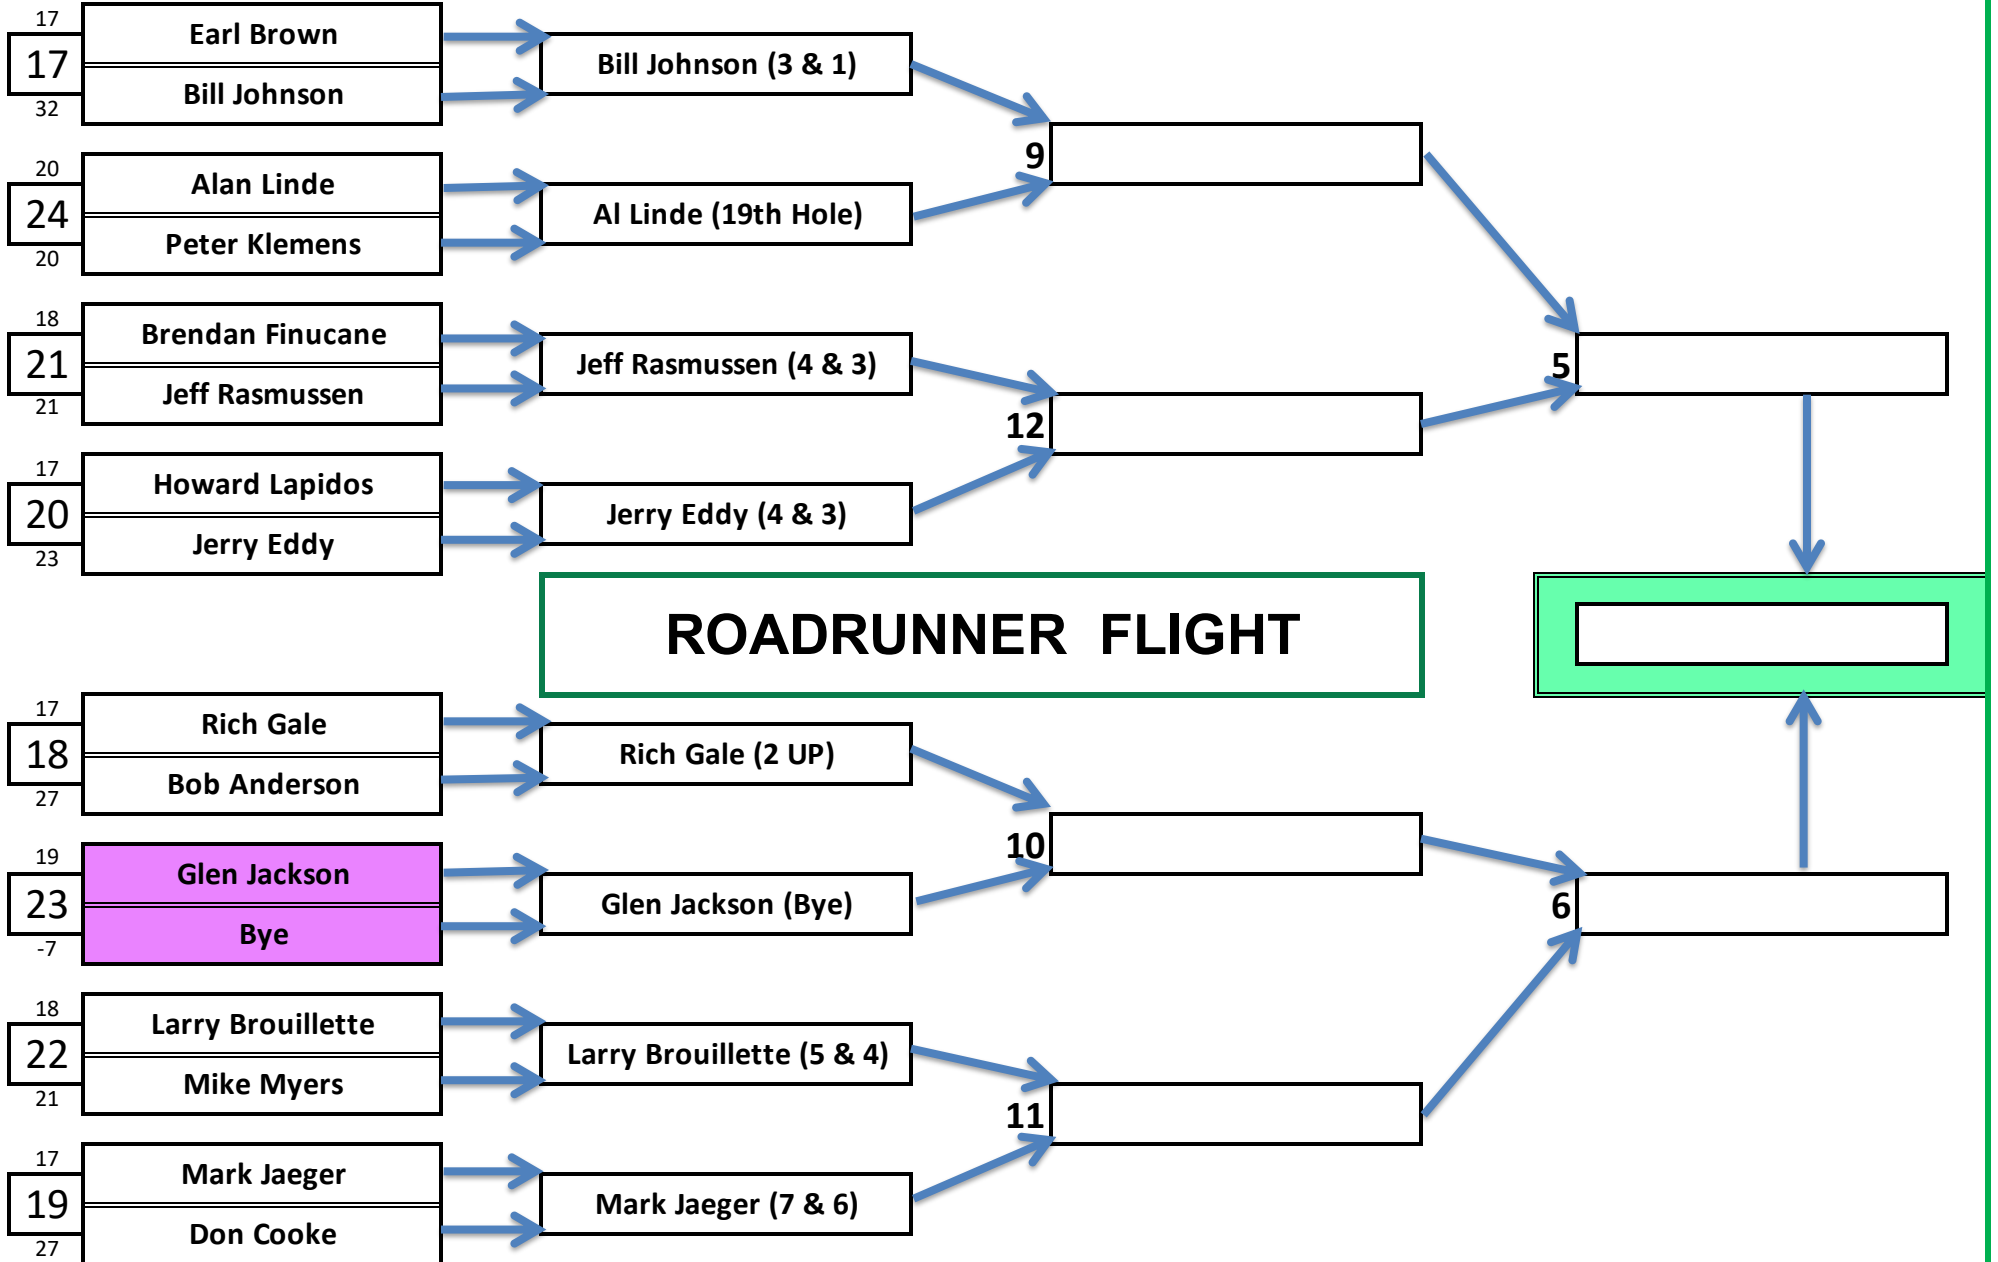 17
Earl Brown
17
Bill Johnson
32
Bill Johnson (3 & 1)
20
Alan Linde
24
Peter Klemens
20
Al Linde (19th Hole)
9
18
Brendan Finucane
21
Jeff Rasmussen
21
Jeff Rasmussen (4 & 3)
5
17
Howard Lapidos
20
Jerry Eddy
23
Jerry Eddy (4 & 3)
12
ROADRUNNER FLIGHT
17
Rich Gale
18
Bob Anderson
27
Rich Gale (2 UP)
19
Glen Jackson
23
Bye
-7
Glen Jackson (Bye)
10
6
18
Larry Brouillette
22
Mike Myers
21
Larry Brouillette (5 & 4)
11
17
Mark Jaeger
19
Don Cooke
27
Mark Jaeger (7 & 6)